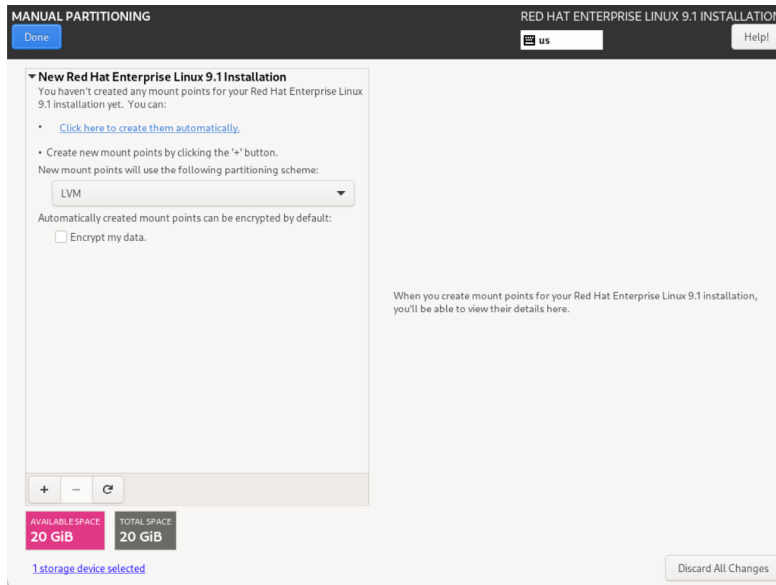 MANUAL PARTITIONING
RED HAT ENTERPRISE LINUX 9.1 INSTALLATION
Done
us
Help!
New Red Hat Enterprise Linux 9.1 Installation
You haven't created any mount points for your Red Hat Enterprise Linux
9.1 installation yet. You can:
• Click here to create them automatically.
• Create new mount points by clicking the '+' button.
New mount points will use the following partitioning scheme:
LVM
Automatically created mount points can be encrypted by default:
Encrypt my data.
When you create mount points for your Red Hat Enterprise Linux 9.1 installation,
you'll be able to view their details here.
+ −
AVAILABLE SPACE
20 GiB
TOTAL SPACE
20 GiB
1 storage device selected
Discard All Changes